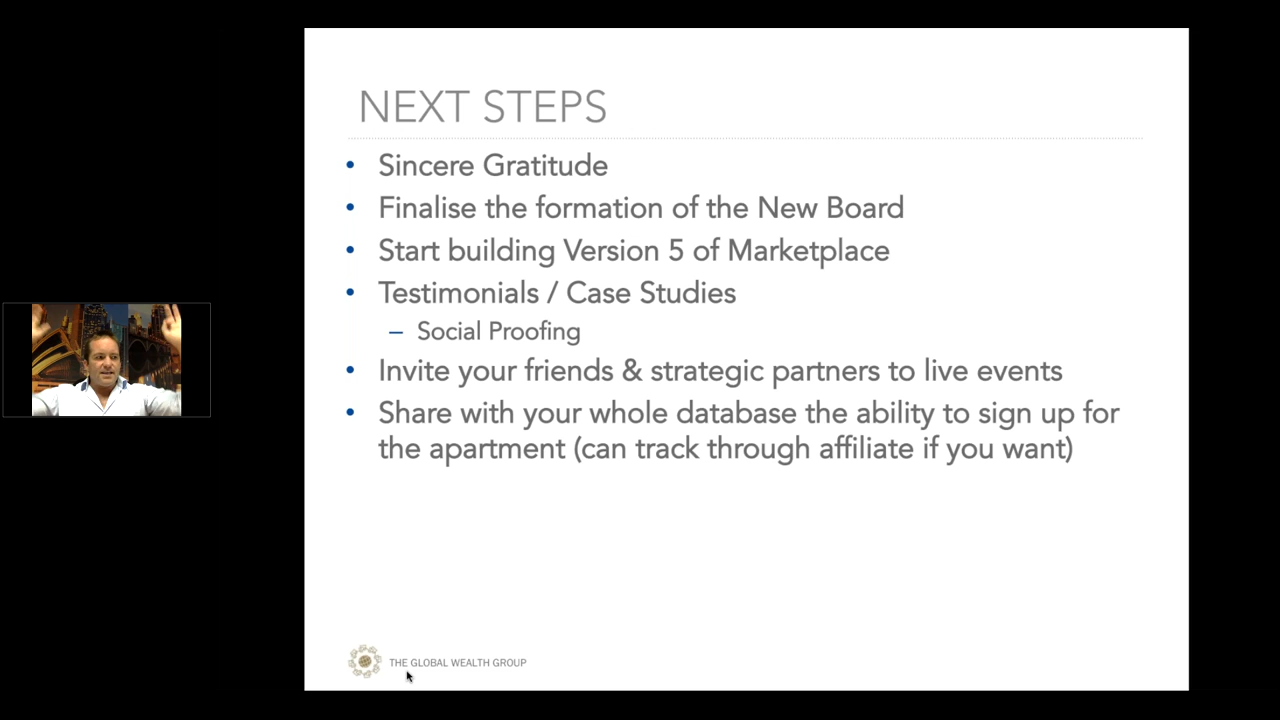 NEXT STEPS
• Sincere Gratitude
• Finalise the formation of the New Board
• Start building Version 5 of Marketplace
• Testimonials / Case Studies
– Social Proofing
• Invite your friends & strategic partners to live events
• Share with your whole database the ability to sign up for
the apartment (can track through affiliate if you want)
THE GLOBAL WEALTH GROUP